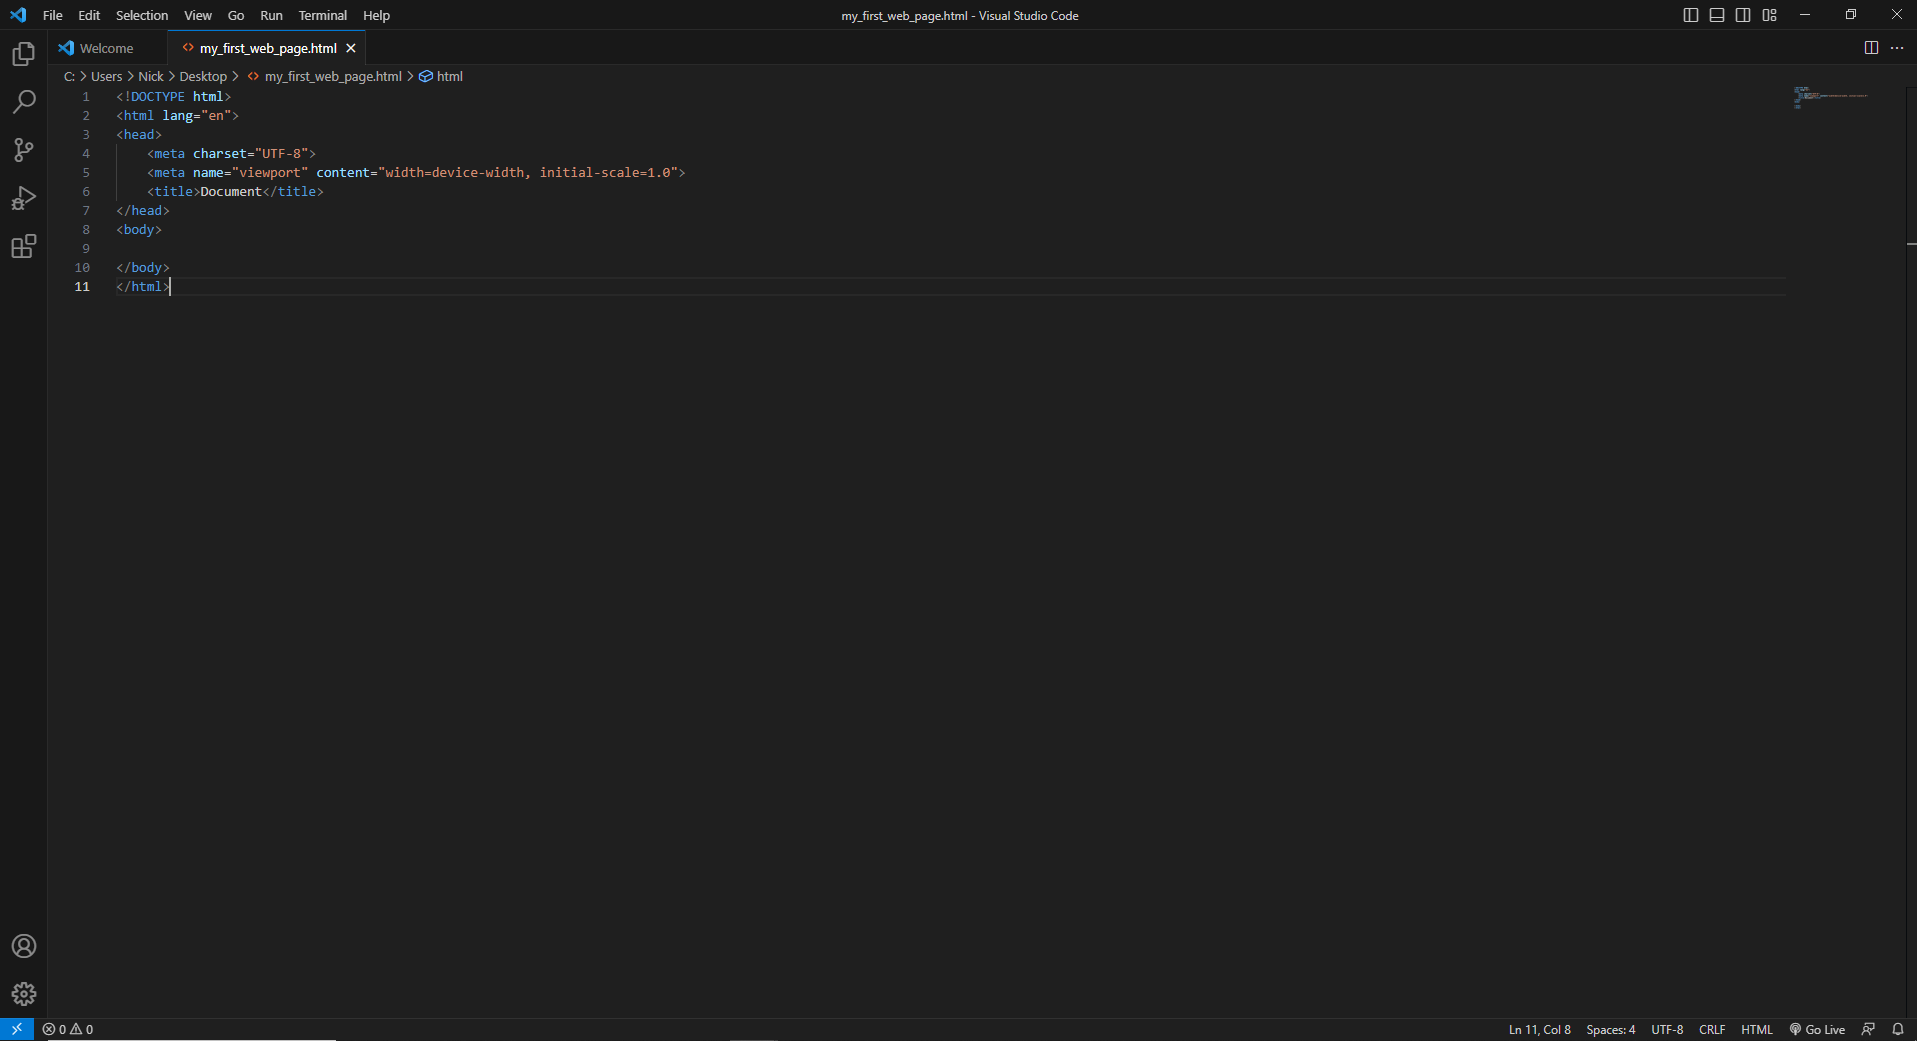 File Edit Selection View Go Run Terminal Help my_first_web_page.html - Visual Studio Code
Welcome my_first_web_page.html
C: > Users > Nick > Desktop > <> my_first_web_page.html > html
1 <!DOCTYPE html>
2 <html lang="en">
3 <head>
4     <meta charset="UTF-8">
5     <meta name="viewport" content="width=device-width, initial-scale=1.0">
6     <title>Document</title>
7 </head>
8 <body>
9
10 </body>
11 </html>
0 0 Ln 11, Col 8 Spaces: 4 UTF-8 CRLF HTML Go Live